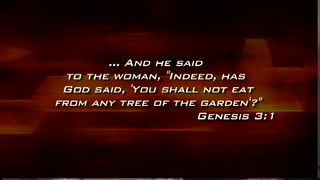 ... And he said
to the woman, "Indeed, has
God said, 'You shall not eat
from any tree of the garden'?"
Genesis 3:1